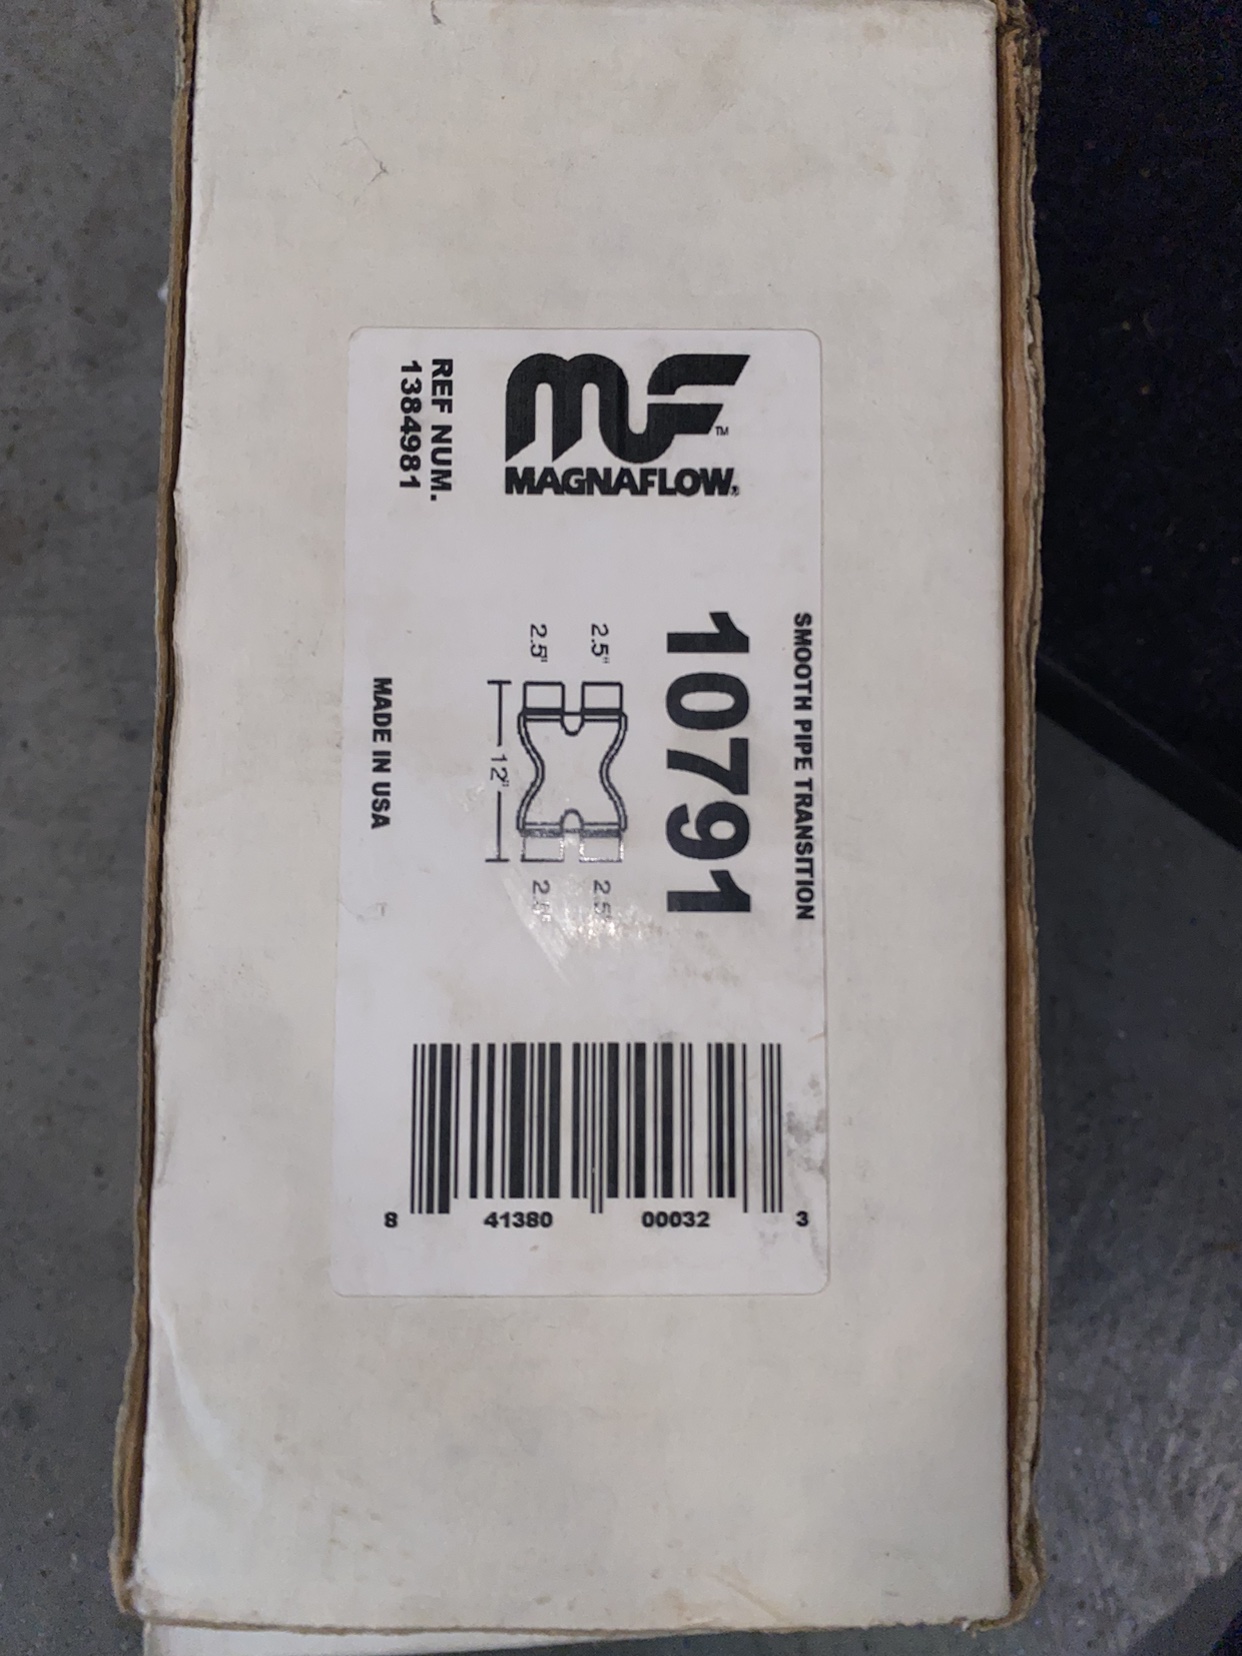 MF™
MAGNAFLOW®
REF NUM.
1384981
SMOOTH PIPE TRANSITION
10791
2.5"
2.5"
12"
2.5"
2.5"
MADE IN USA
8 41380 00032 3